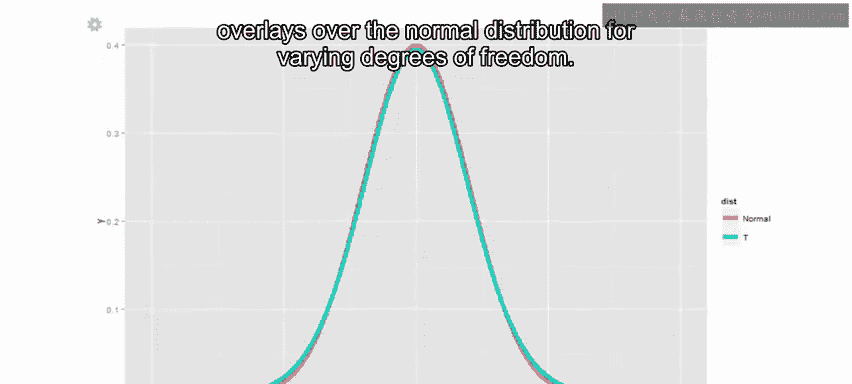 overlays over the normal distribution for
varying degrees of freedom.
0.4
0.3
0.2
0.1
y
dist
Normal
T